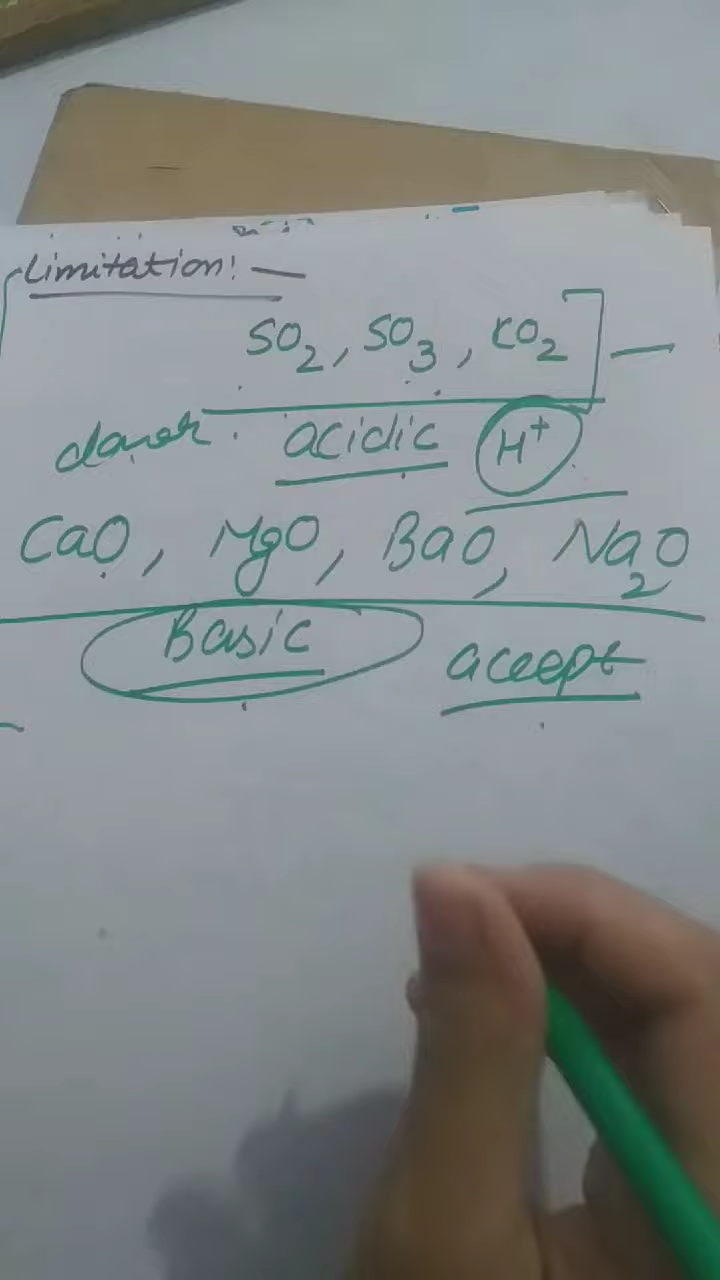 Limitation:-
SO2, SO3, CO2] -
donor. acidic H+
CaO, MgO, BaO, Na2O
Basic accept